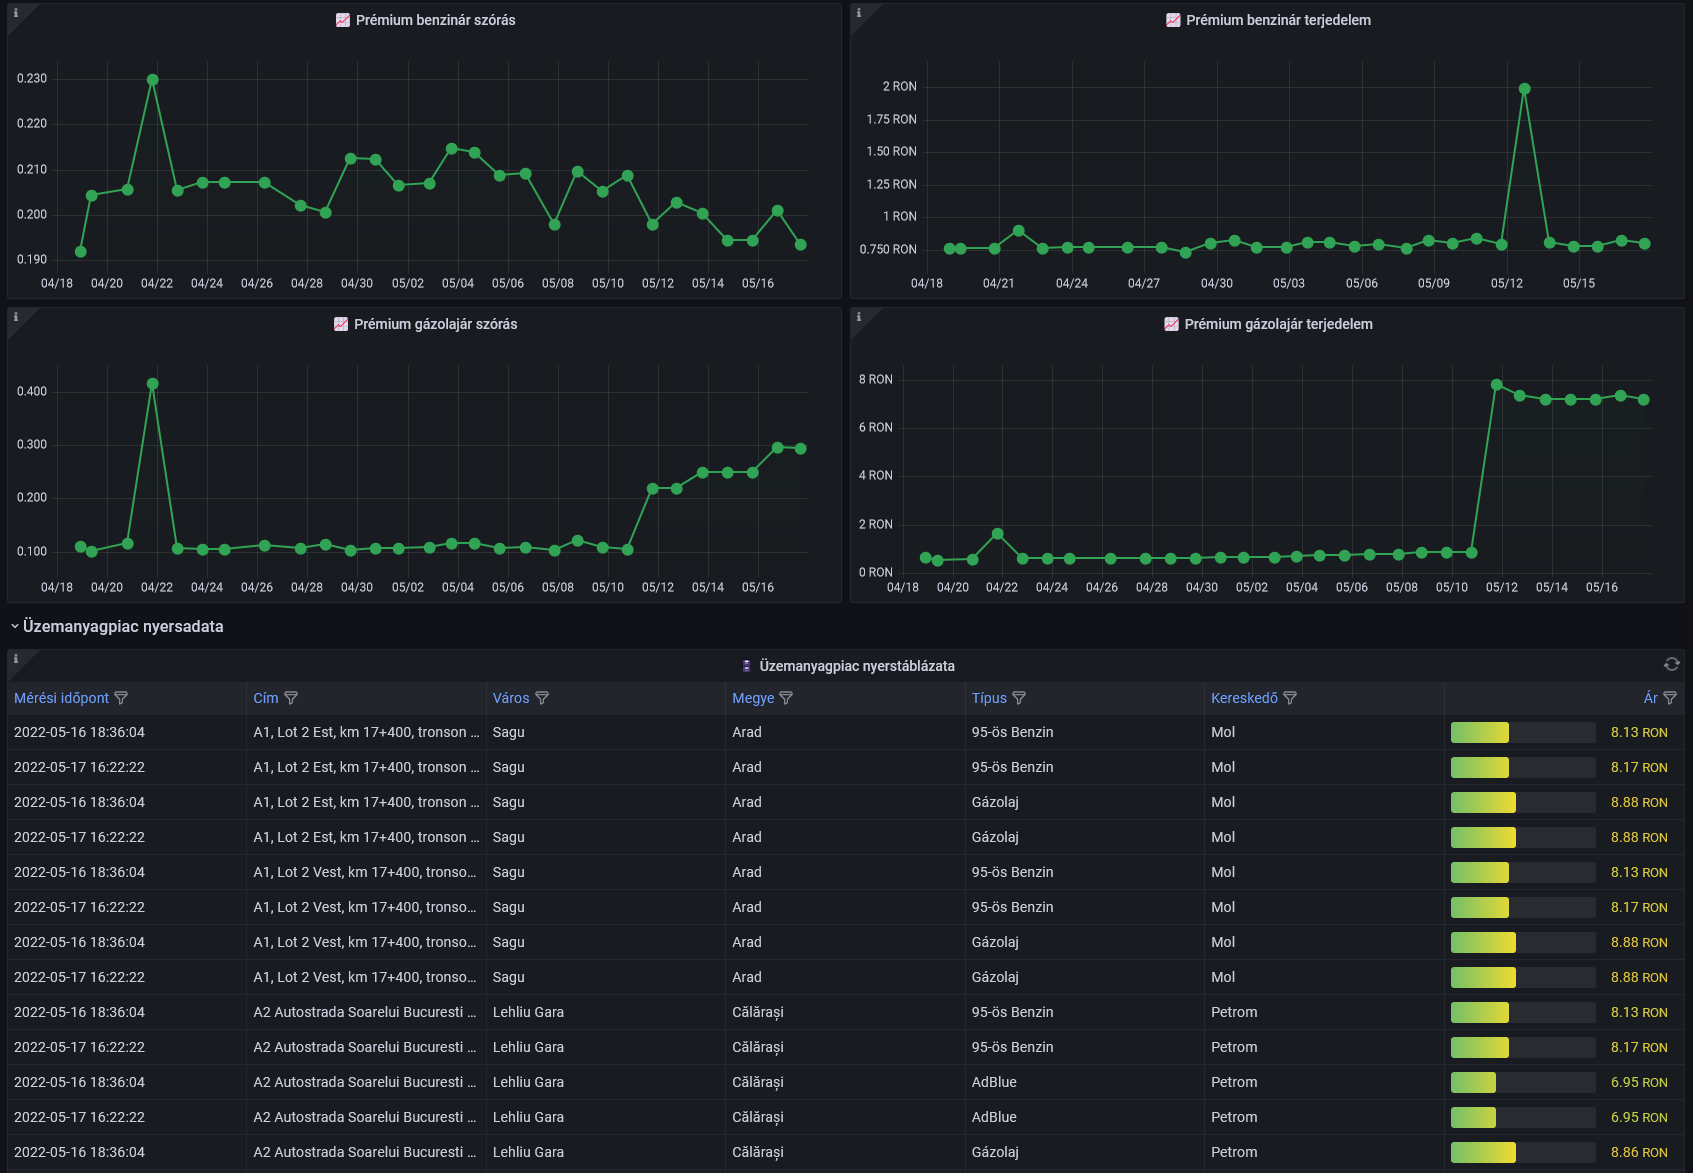 Prémium benzinár szórás
0.230
0.220
0.210
0.200
0.190
04/18 04/20 04/22 04/24 04/26 04/28 04/30 05/02 05/04 05/06 05/08 05/10 05/12 05/14 05/16
Prémium benzinár terjedelem
2 RON
1.75 RON
1.50 RON
1.25 RON
1 RON
0.750 RON
04/18 04/21 04/24 04/27 04/30 05/03 05/06 05/09 05/12 05/15
Prémium gázolajár szórás
0.400
0.300
0.200
0.100
04/18 04/20 04/22 04/24 04/26 04/28 04/30 05/02 05/04 05/06 05/08 05/10 05/12 05/14 05/16
Prémium gázolajár terjedelem
8 RON
6 RON
4 RON
2 RON
0 RON
04/18 04/20 04/22 04/24 04/26 04/28 04/30 05/02 05/04 05/06 05/08 05/10 05/12 05/14 05/16
Üzemanyagpiac nyersadata
Üzemanyagpiac nyerstáblázata
Mérési időpont Cím Város Megye Típus Kereskedő Ár
2022-05-16 18:36:04 A1, Lot 2 Est, km 17+400, tronson ... Sagu Arad 95-ös Benzin Mol 8.13 RON
2022-05-17 16:22:22 A1, Lot 2 Est, km 17+400, tronson ... Sagu Arad 95-ös Benzin Mol 8.17 RON
2022-05-16 18:36:04 A1, Lot 2 Est, km 17+400, tronson ... Sagu Arad Gázolaj Mol 8.88 RON
2022-05-17 16:22:22 A1, Lot 2 Est, km 17+400, tronson ... Sagu Arad Gázolaj Mol 8.88 RON
2022-05-16 18:36:04 A1, Lot 2 Vest, km 17+400, tronso... Sagu Arad 95-ös Benzin Mol 8.13 RON
2022-05-17 16:22:22 A1, Lot 2 Vest, km 17+400, tronso... Sagu Arad 95-ös Benzin Mol 8.17 RON
2022-05-16 18:36:04 A1, Lot 2 Vest, km 17+400, tronso... Sagu Arad Gázolaj Mol 8.88 RON
2022-05-17 16:22:22 A1, Lot 2 Vest, km 17+400, tronso... Sagu Arad Gázolaj Mol 8.88 RON
2022-05-16 18:36:04 A2 Autostrada Soarelui Bucuresti ... Lehliu Gara Călărași 95-ös Benzin Petrom 8.13 RON
2022-05-17 16:22:22 A2 Autostrada Soarelui Bucuresti ... Lehliu Gara Călărași 95-ös Benzin Petrom 8.17 RON
2022-05-16 18:36:04 A2 Autostrada Soarelui Bucuresti ... Lehliu Gara Călărași AdBlue Petrom 6.95 RON
2022-05-17 16:22:22 A2 Autostrada Soarelui Bucuresti ... Lehliu Gara Călărași AdBlue Petrom 6.95 RON
2022-05-16 18:36:04 A2 Autostrada Soarelui Bucuresti ... Lehliu Gara Călărași Gázolaj Petrom 8.86 RON